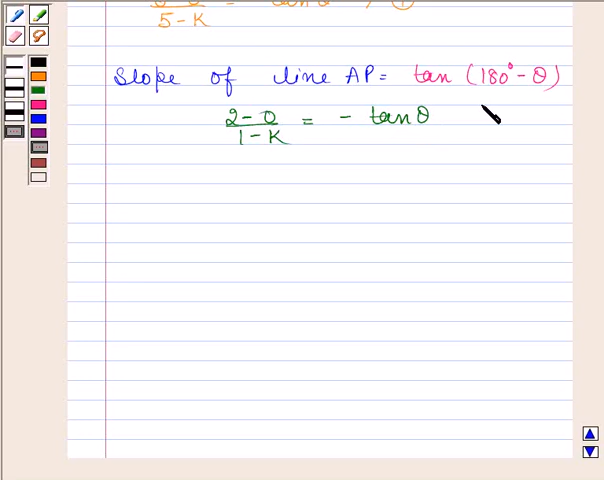 5-K
Slope of line AP = tan (180° - θ)
2-0 = - tanθ
1-K